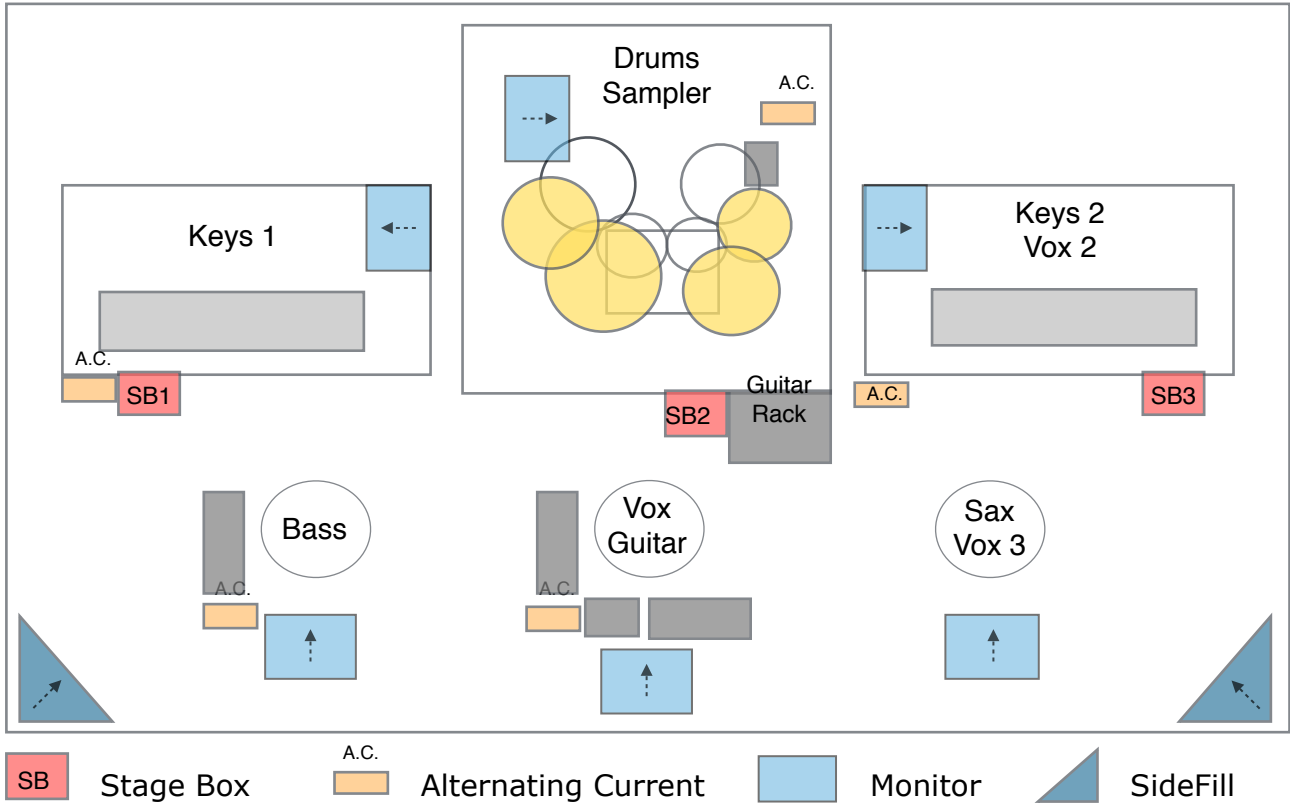 Drums
Sampler
A.C.
Keys 1
Keys 2
Vox 2
A.C.
SB1
SB2
Guitar
Rack
A.C.
SB3
Bass
Vox
Guitar
Sax
Vox 3
A.C.
A.C.
SB
Stage Box
A.C.
Alternating Current
Monitor
SideFill